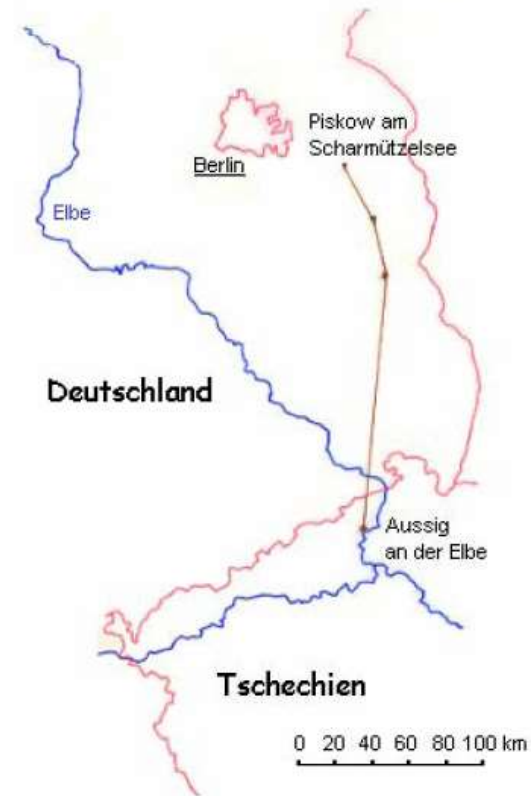 Piskow am
Scharmützelsee
Berlin
Elbe
Deutschland
Aussig
an der Elbe
Tschechien
0 20 40 60 80 100 km